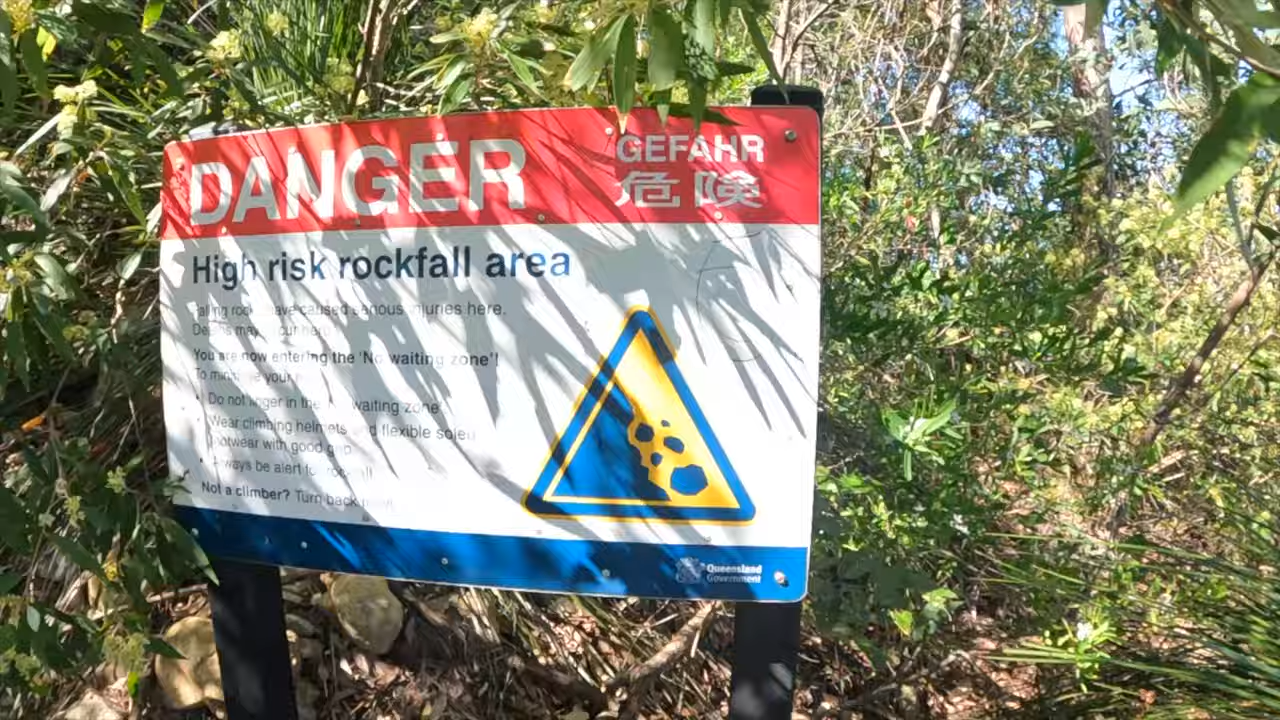 DANGER
GEFAHR
危険
High risk rockfall area
Falling rocks have caused serious injuries here.
Deaths may occur here
You are now entering the 'No waiting zone'!
To minimise your
Do not linger in the waiting zone'
Wear climbing helmets and flexible soled
footwear with good grip
Always be alert for rockfall
Not a climber? Turn back
Queensland
Government